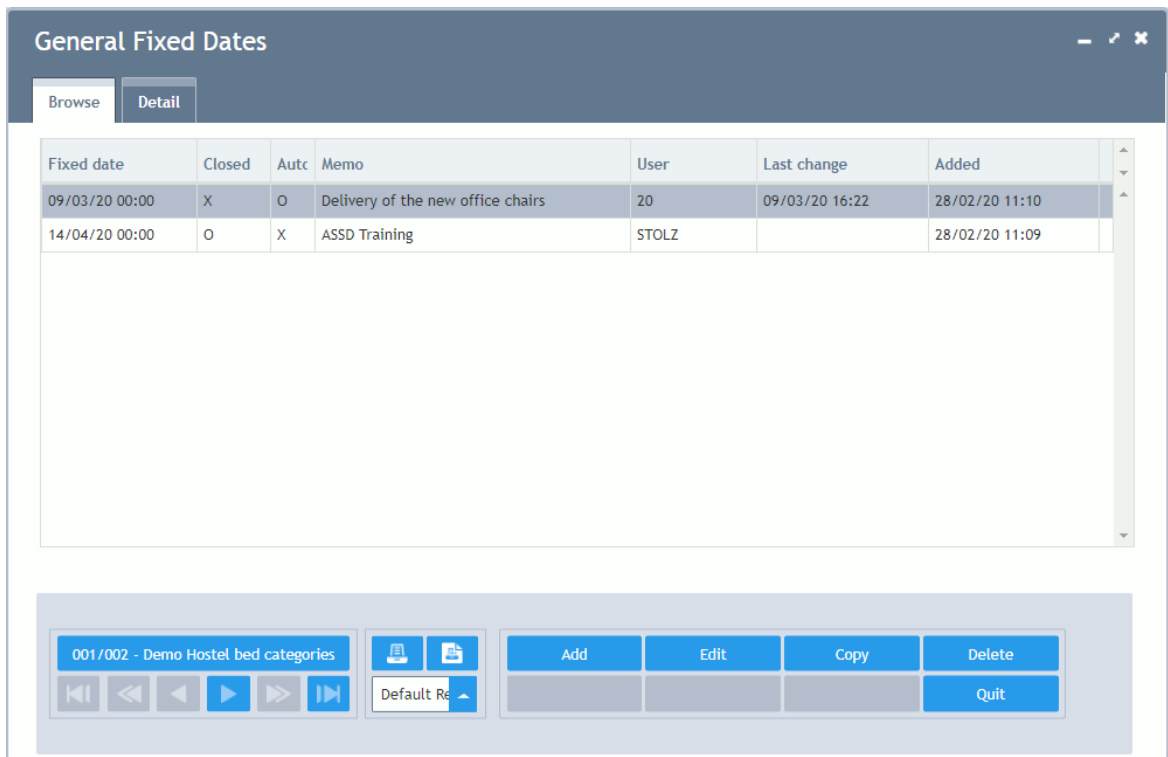 General Fixed Dates
Browse Detail
Fixed date Closed Autc Memo User Last change Added
09/03/20 00:00 X O Delivery of the new office chairs 20 09/03/20 16:22 28/02/20 11:10
14/04/20 00:00 O X ASSD Training STOLZ 28/02/20 11:09
001/002 - Demo Hostel bed categories Add Edit Copy Delete
Default Re Quit